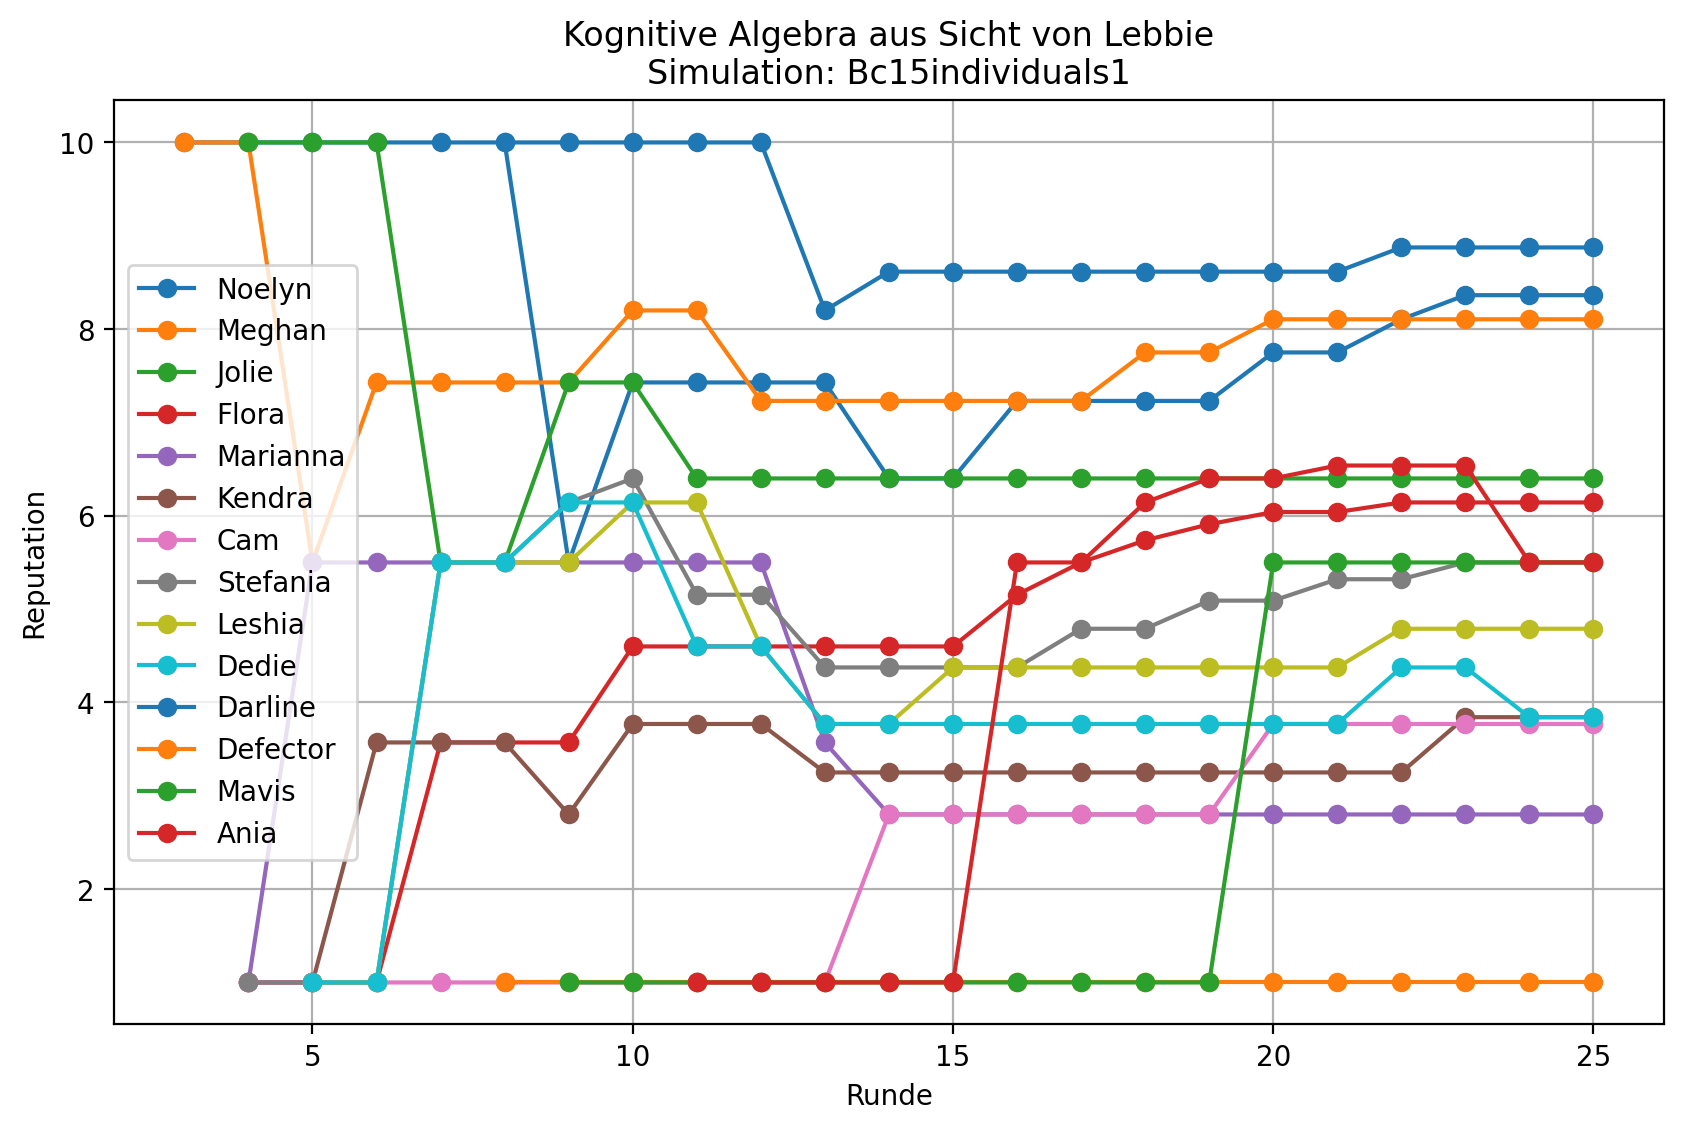 Kognitive Algebra aus Sicht von Lebbie
Simulation: Bc15individuals1
Reputation
10
8
6
4
2
Noelyn
Meghan
Jolie
Flora
Marianna
Kendra
Cam
Stefania
Leshia
Dedie
Darline
Defector
Mavis
Ania
5
10
15
20
25
Runde